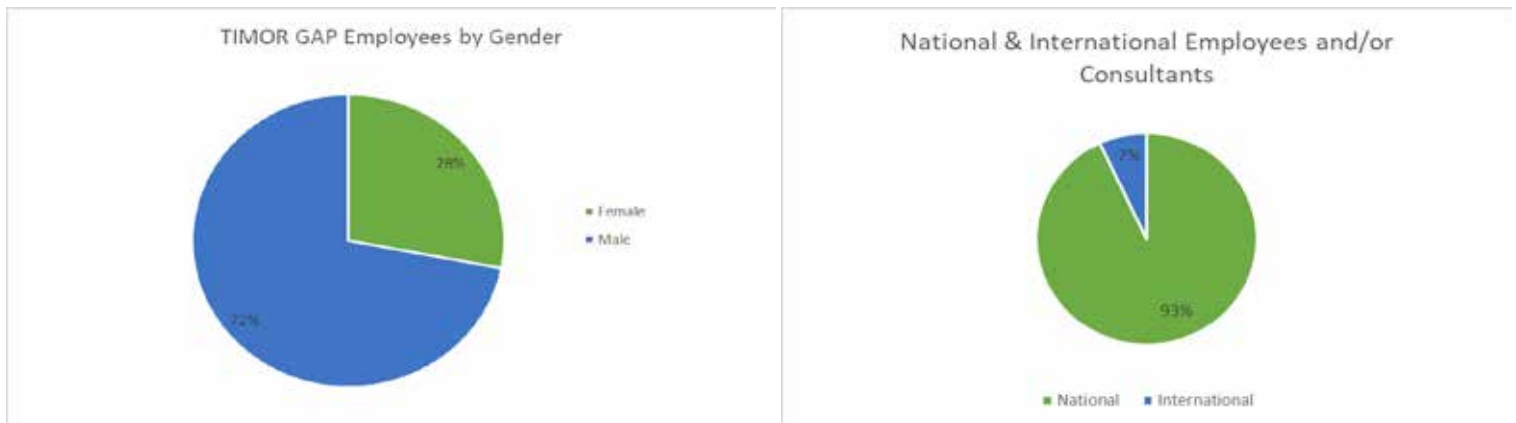 TIMOR GAP Employees by Gender
28%
72%
Female
Male
National & International Employees and/or
Consultants
7%
93%
National International